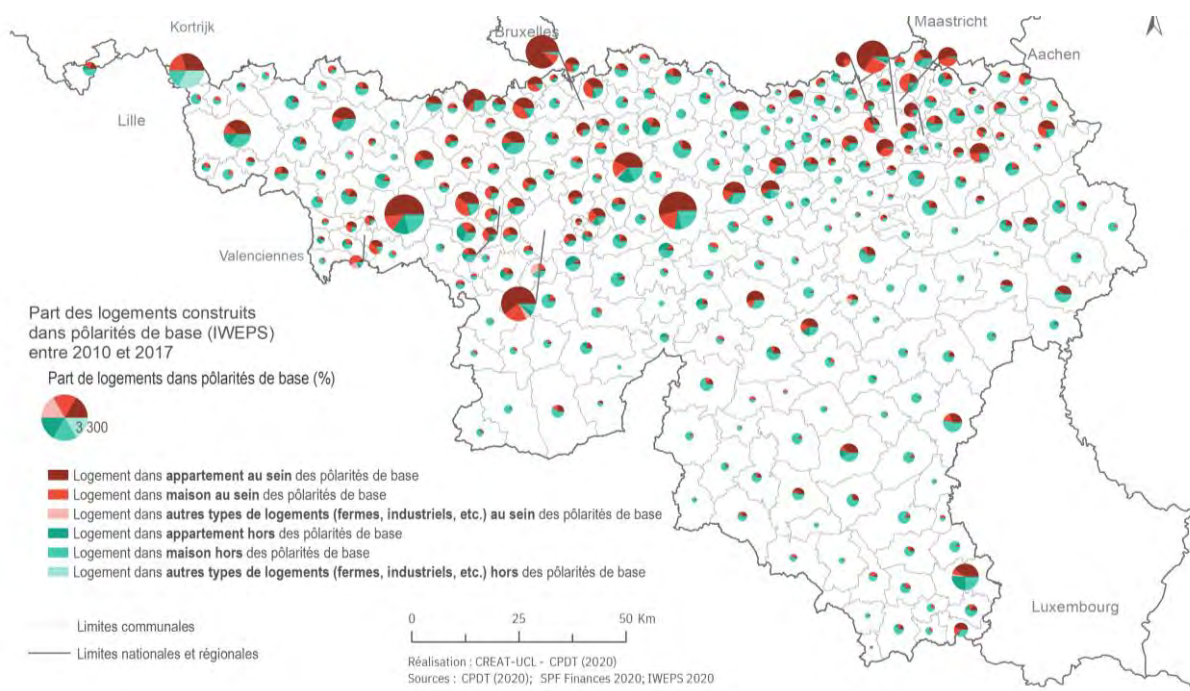 Kortrijk
Bruxelles
Maastricht
Aachen
Lille
Valenciennes
Part des logements construits
dans pôlarités de base (IWEPS)
entre 2010 et 2017
Part de logements dans pôlarités de base (%)
3 300
Logement dans appartement au sein des pôlarités de base
Logement dans maison au sein des pôlarités de base
Logement dans autres types de logements (fermes, industriels, etc.) au sein des pôlarités de base
Logement dans appartement hors des pôlarités de base
Logement dans maison hors des pôlarités de base
Logement dans autres types de logements (fermes, industriels, etc.) hors des pôlarités de base
Luxembourg
0 25 50 Km
Limites communales
Limites nationales et régionales
Réalisation : CREAT-UCL - CPDT (2020)
Sources : CPDT (2020); SPF Finances 2020; IWEPS 2020